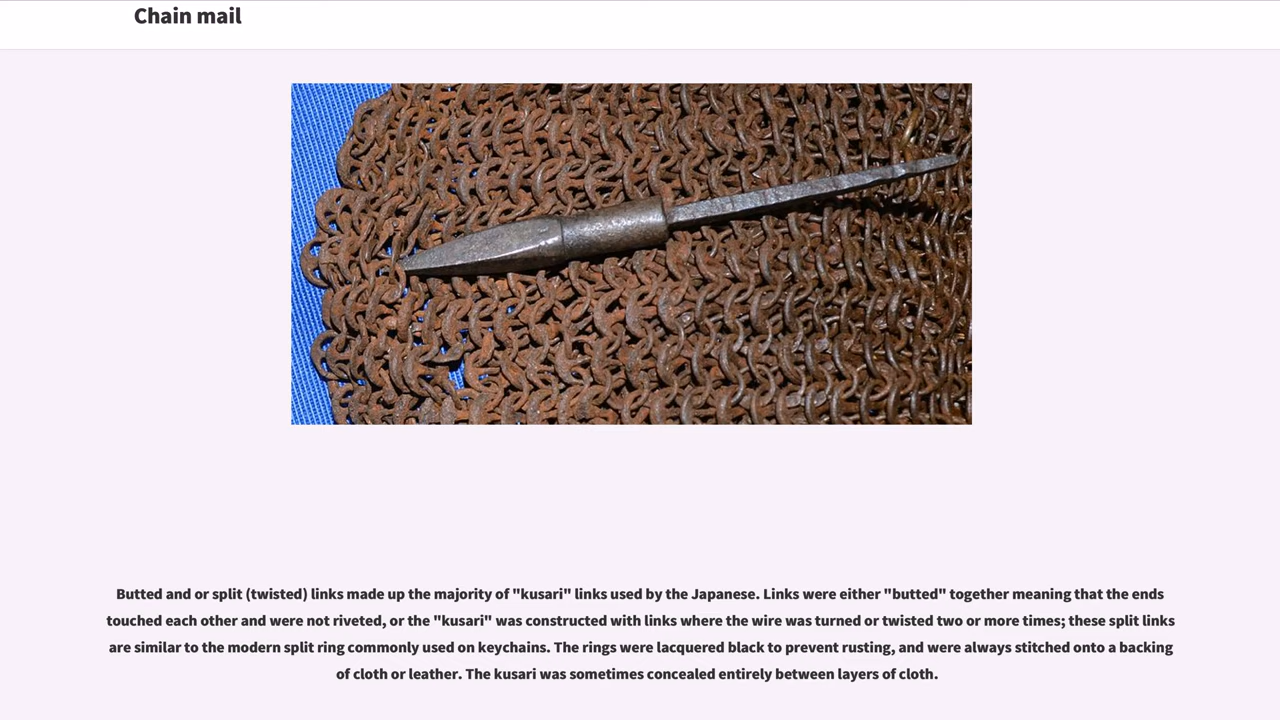 Chain mail
Butted and or split (twisted) links made up the majority of "kusari" links used by the Japanese. Links were either "butted" together meaning that the ends
touched each other and were not riveted, or the "kusari" was constructed with links where the wire was turned or twisted two or more times; these split links
are similar to the modern split ring commonly used on keychains. The rings were lacquered black to prevent rusting, and were always stitched onto a backing
of cloth or leather. The kusari was sometimes concealed entirely between layers of cloth.